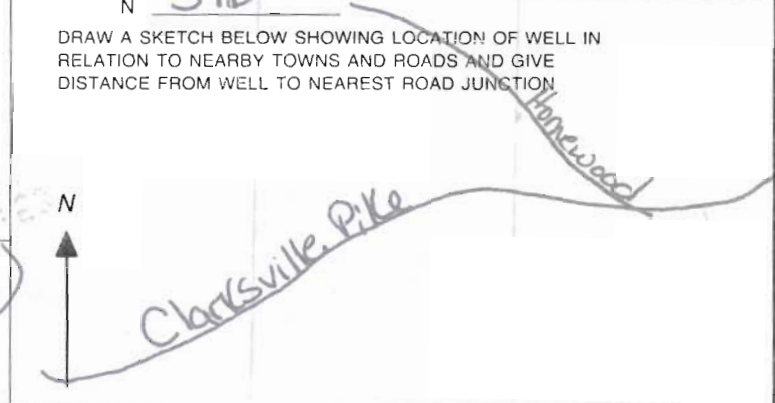 N
DRAW A SKETCH BELOW SHOWING LOCATION OF WELL IN
RELATION TO NEARBY TOWNS AND ROADS AND GIVE
DISTANCE FROM WELL TO NEAREST ROAD JUNCTION
Homewood
N
Clarksville Pike